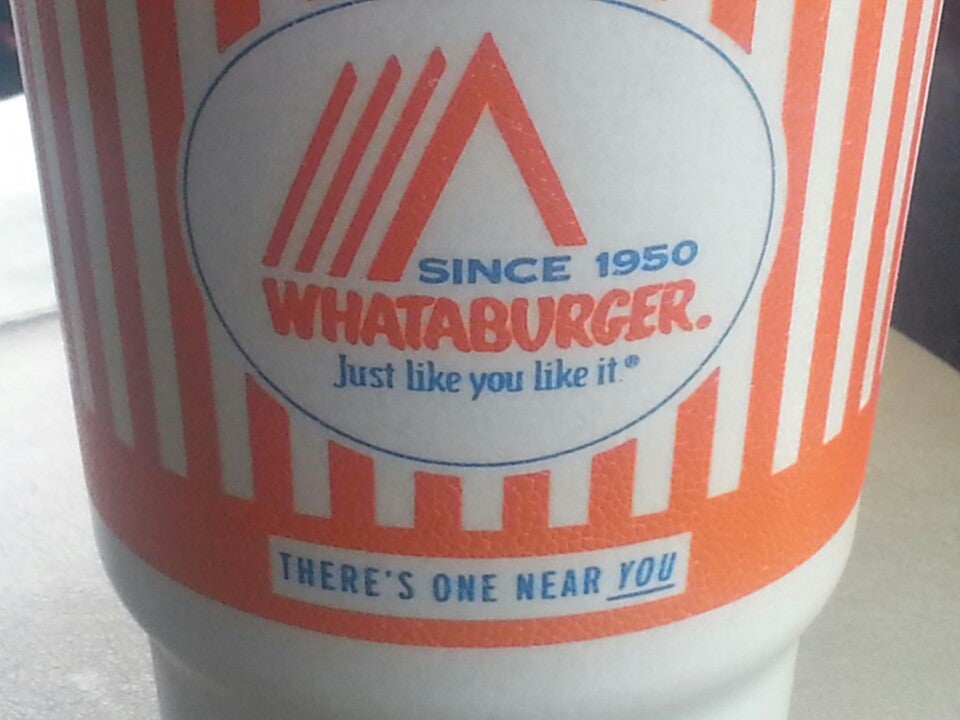 SINCE 1950
WHATABURGER.
Just like you like it.®
THERE'S ONE NEAR YOU